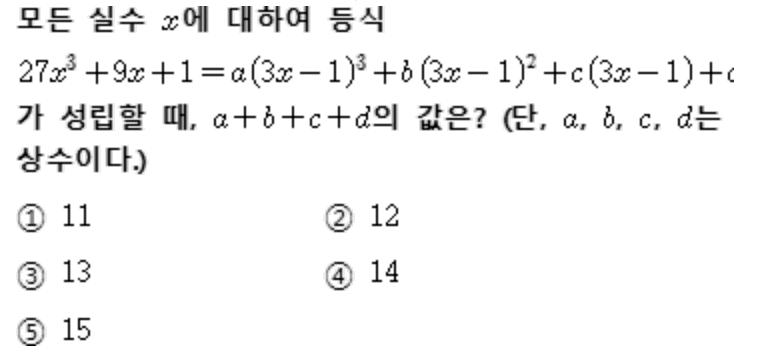 모든 실수 x에 대하여 등식
27x³+9x+1=a(3x-1)³+b(3x-1)²+c(3x-1)+
가 성립할 때, a+b+c+d의 값은? (단, a, b, c, d는
상수이다.)
① 11 ② 12
③ 13 ④ 14
⑤ 15